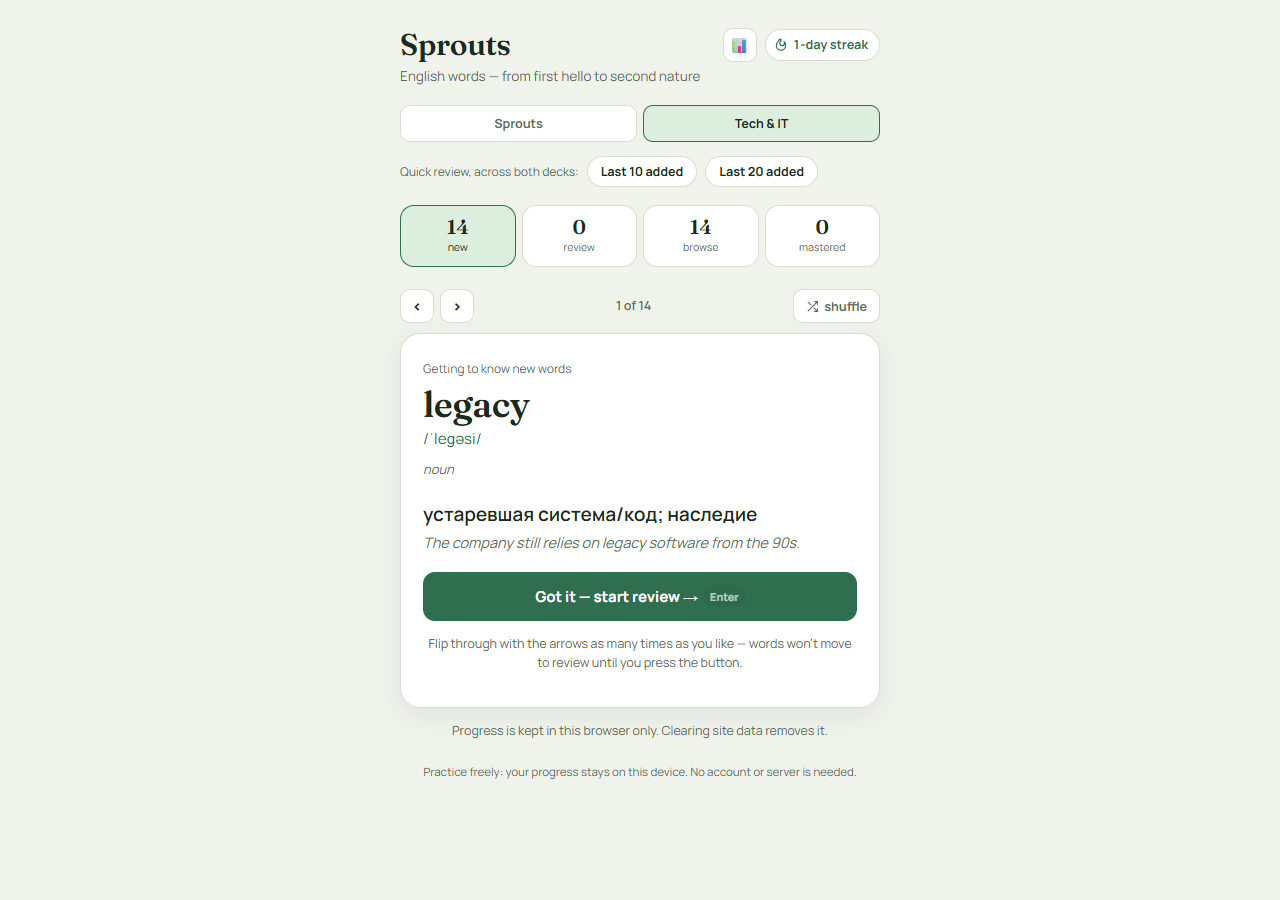 Sprouts
1-day streak
English words — from first hello to second nature
Sprouts
Tech & IT
Quick review, across both decks:
Last 10 added
Last 20 added
14
new
0
review
14
browse
0
mastered
‹
›
1 of 14
shuffle
Getting to know new words
legacy
/ˈleɡəsi/
noun
устаревшая система/код; наследие
The company still relies on legacy software from the 90s.
Got it — start review → Enter
Flip through with the arrows as many times as you like — words won't move
to review until you press the button.
Progress is kept in this browser only. Clearing site data removes it.
Practice freely: your progress stays on this device. No account or server is needed.